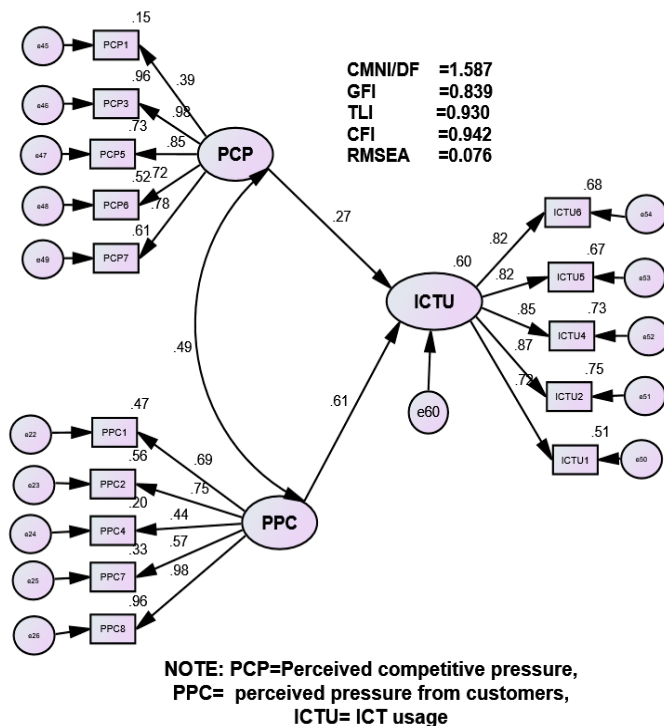 .15
e45 PCP1
.39
.96
e46 PCP3
.98
.73
e47 PCP5
.85
PCP
.52 .72
e48 PCP6
.78
.61
e49 PCP7
CMNI/DF =1.587
GFI =0.839
TLI =0.930
CFI =0.942
RMSEA =0.076
.27
.49
.61
.60
ICTU
e60
.68
.82 ICTU6 e54
.67
.82 ICTU5 e53
.73
.85 ICTU4 e52
.75
.87 ICTU2 e51
.51
.72 ICTU1 e50
.47
e22 PPC1
.69
.56
e23 PPC2
.75
.20
e24 PPC4
.44
PPC
.33 .57
e25 PPC7
.98
.96
e26 PPC8
NOTE: PCP=Perceived competitive pressure,
PPC= perceived pressure from customers,
ICTU= ICT usage